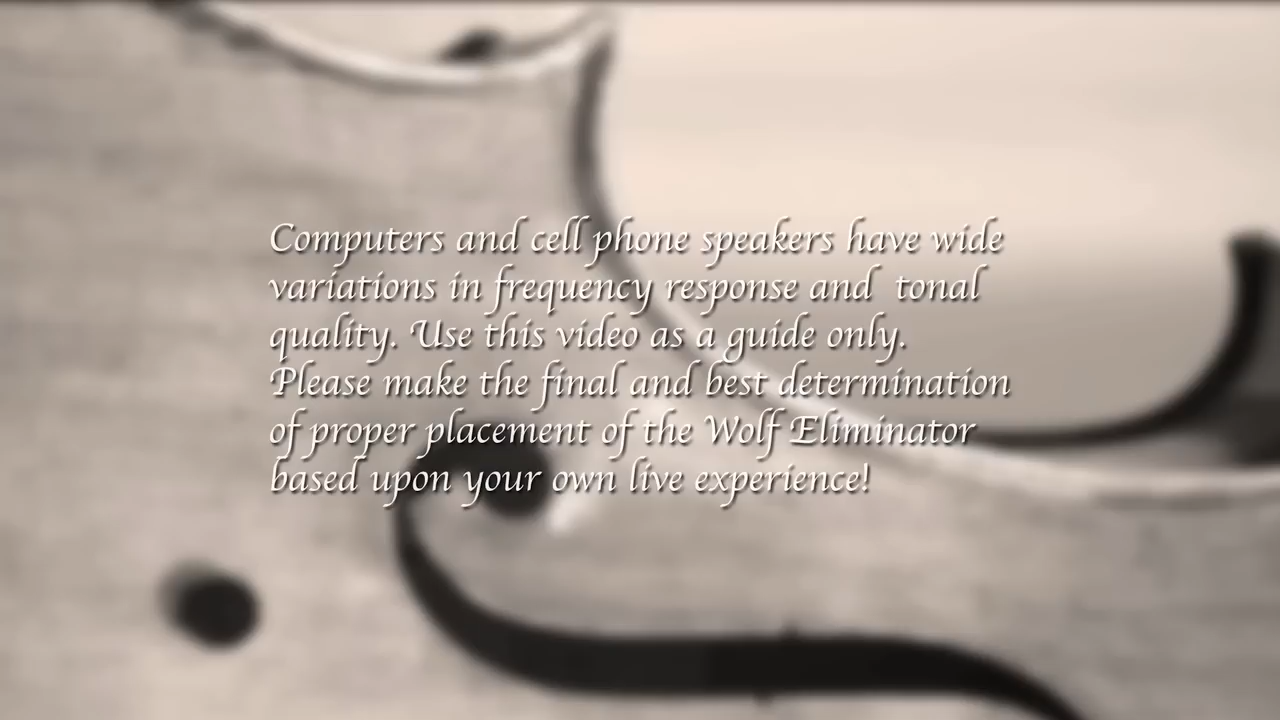 Computers and cell phone speakers have wide
variations in frequency response and  tonal
quality. Use this video as a guide only.
Please make the final and best determination
of proper placement of the Wolf Eliminator
based upon your own live experience!